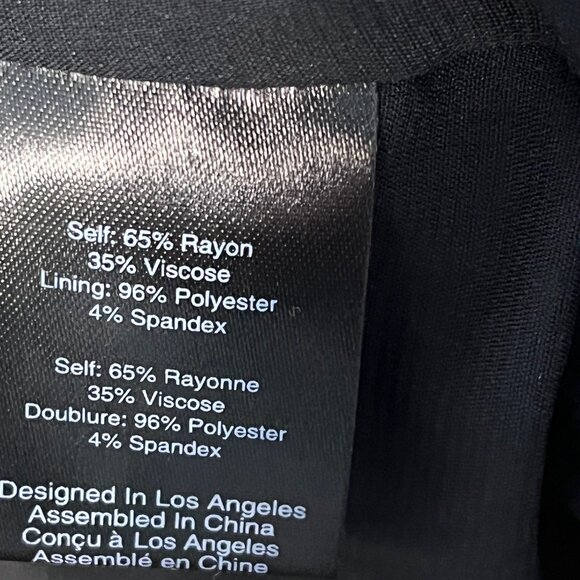 Self: 65% Rayon
35% Viscose
Lining: 96% Polyester
4% Spandex
Self: 65% Rayonne
35% Viscose
Doublure: 96% Polyester
4% Spandex
Designed In Los Angeles
Assembled In China
Conçu à Los Angeles
Assemblé en Chine